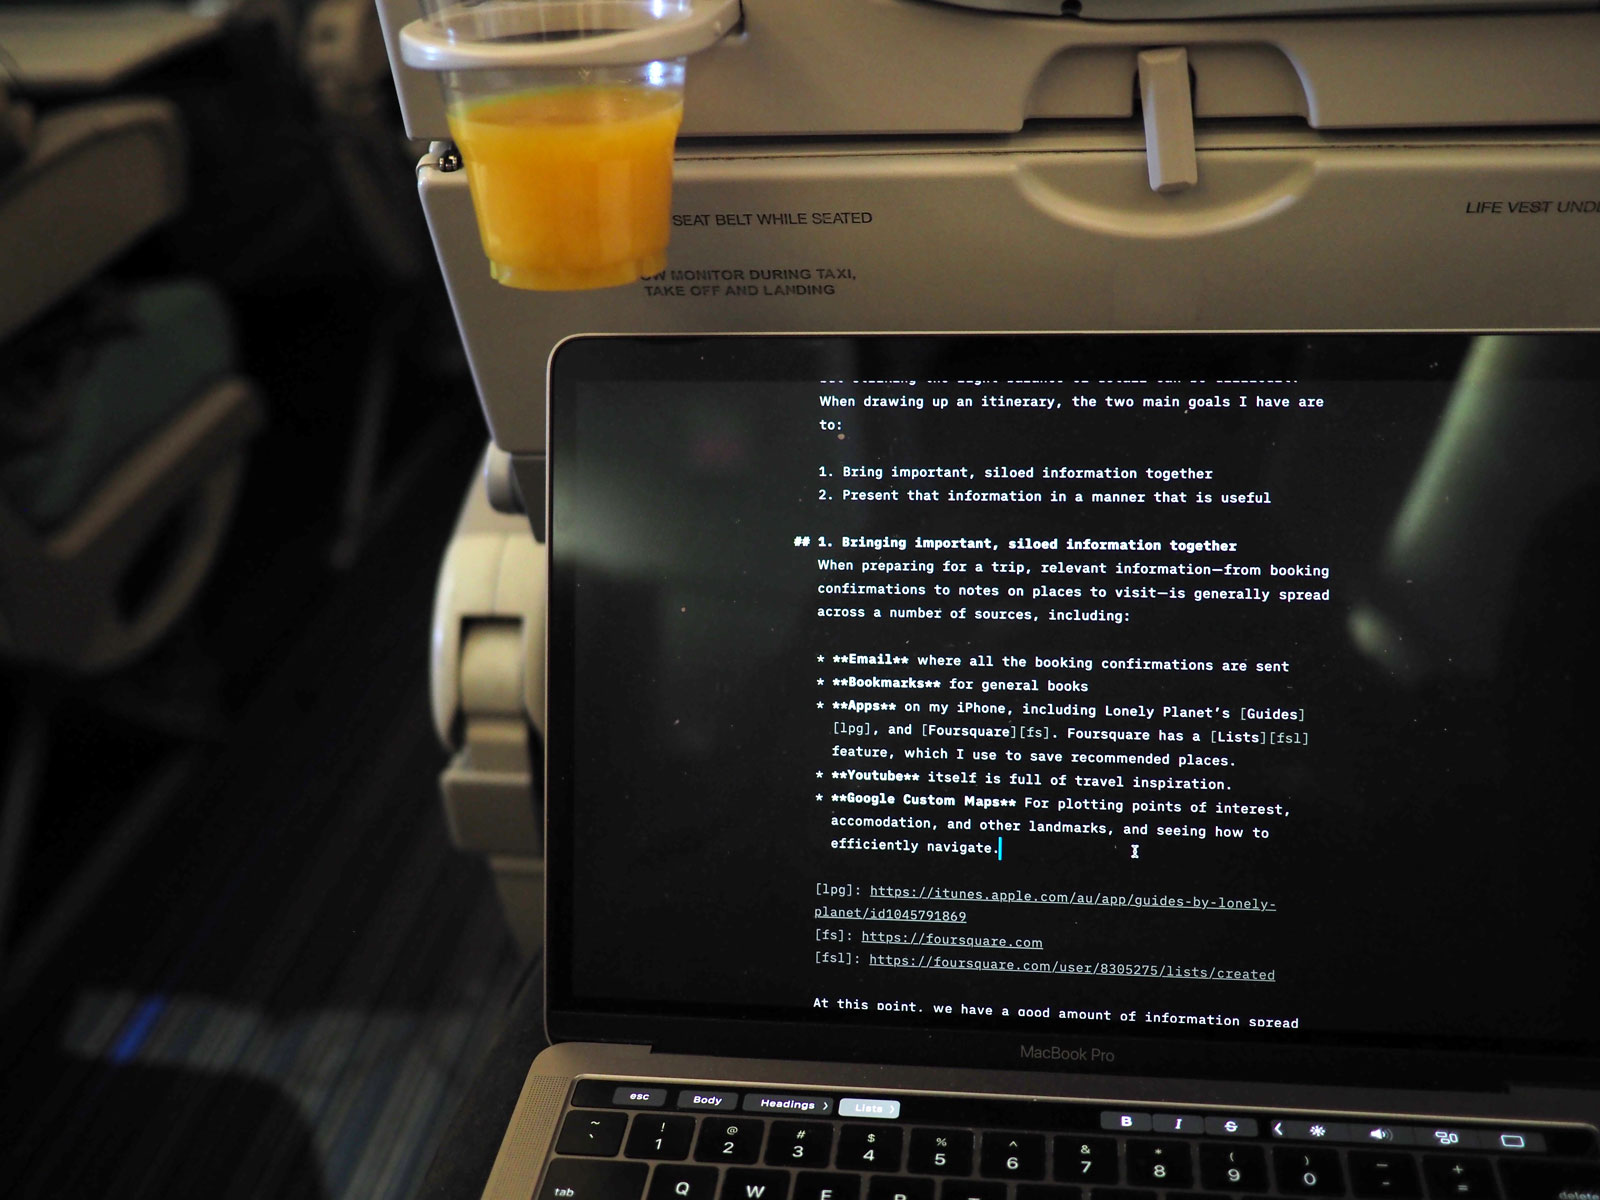 SEAT BELT WHILE SEATED
LIFE VEST
MONITOR DURING TAXI,
TAKE OFF AND LANDING
When drawing up an itinerary, the two main goals I have are
to:
1. Bring important, siloed information together
2. Present that information in a manner that is useful
## 1. Bringing important, siloed information together
When preparing for a trip, relevant information—from booking
confirmations to notes on places to visit—is generally spread
across a number of sources, including:
* **Email** where all the booking confirmations are sent
* **Bookmarks** for general books
* **Apps** on my iPhone, including Lonely Planet’s [Guides]
[lpg], and [Foursquare][fs]. Foursquare has a [Lists][fsl]
feature, which I use to save recommended places.
* **Youtube** itself is full of travel inspiration.
* **Google Custom Maps** For plotting points of interest,
accomodation, and other landmarks, and seeing how to
efficiently navigate.
[lpg]: https://itunes.apple.com/au/app/guides-by-lonely-
planet/id1045791869
[fs]: https://foursquare.com
[fsl]: https://foursquare.com/user/8305275/lists/created
At this point, we have a good amount of information spread
MacBook Pro
esc Body Headings > Lists > B I S
~ ! @ # $ % ^ & * ( ) – +
` 1 2 3 4 5 6 7 8 9 0 - = delete
tab Q W